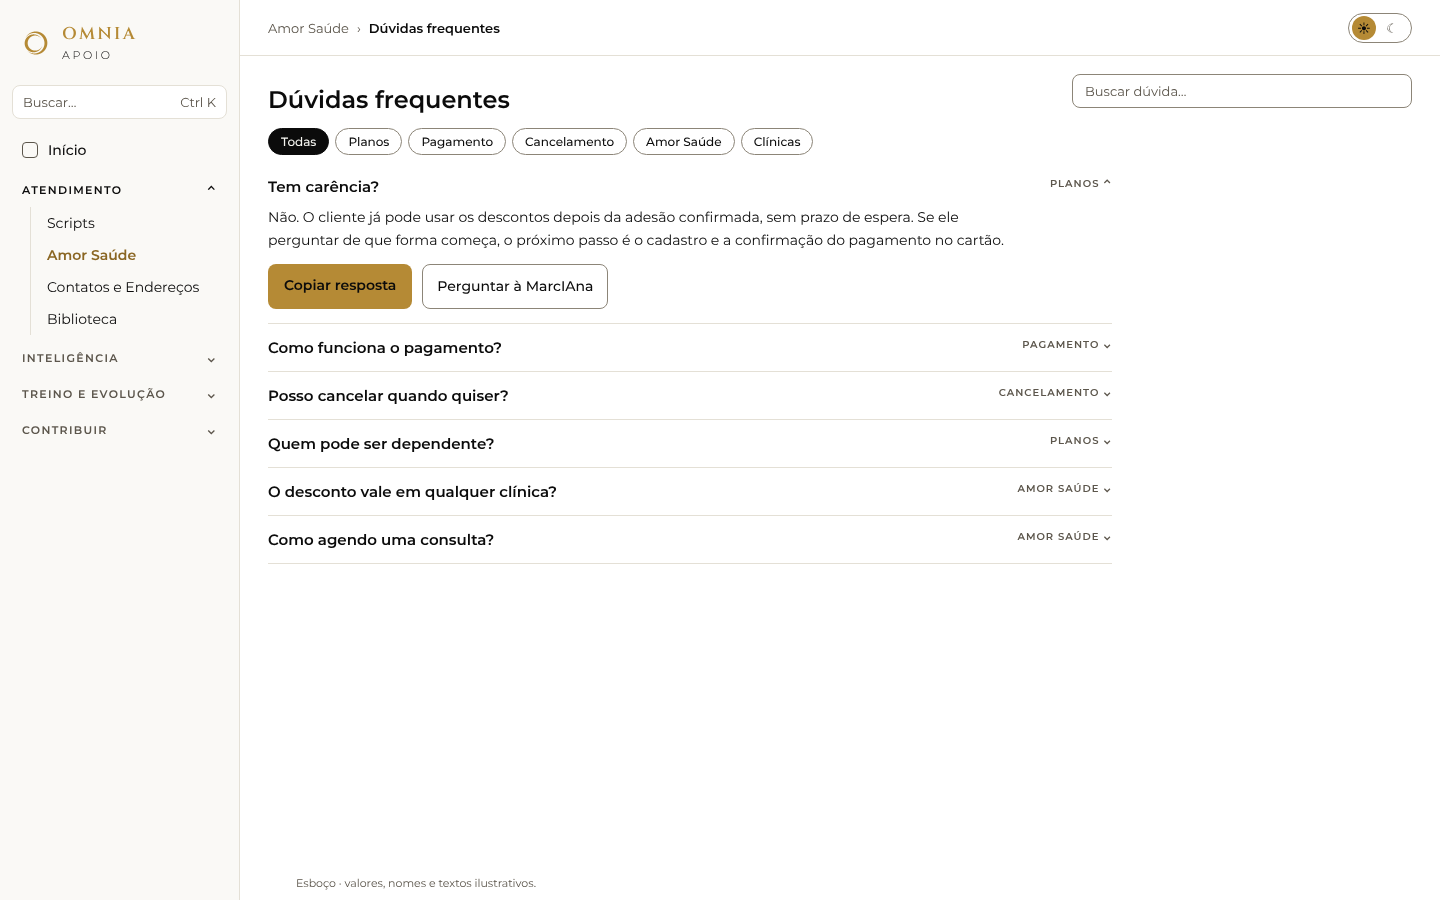 OMNIA
APOIO
Buscar... Ctrl K
Início
ATENDIMENTO
Scripts
Amor Saúde
Contatos e Endereços
Biblioteca
INTELIGÊNCIA
TREINO E EVOLUÇÃO
CONTRIBUIR
Amor Saúde › Dúvidas frequentes
Dúvidas frequentes
Buscar dúvida...
Todas Planos Pagamento Cancelamento Amor Saúde Clínicas
Tem carência? PLANOS
Não. O cliente já pode usar os descontos depois da adesão confirmada, sem prazo de espera. Se ele
perguntar de que forma começa, o próximo passo é o cadastro e a confirmação do pagamento no cartão.
Copiar resposta Perguntar à MarcIAna
Como funciona o pagamento? PAGAMENTO
Posso cancelar quando quiser? CANCELAMENTO
Quem pode ser dependente? PLANOS
O desconto vale em qualquer clínica? AMOR SAÚDE
Como agendo uma consulta? AMOR SAÚDE
Esboço · valores, nomes e textos ilustrativos.